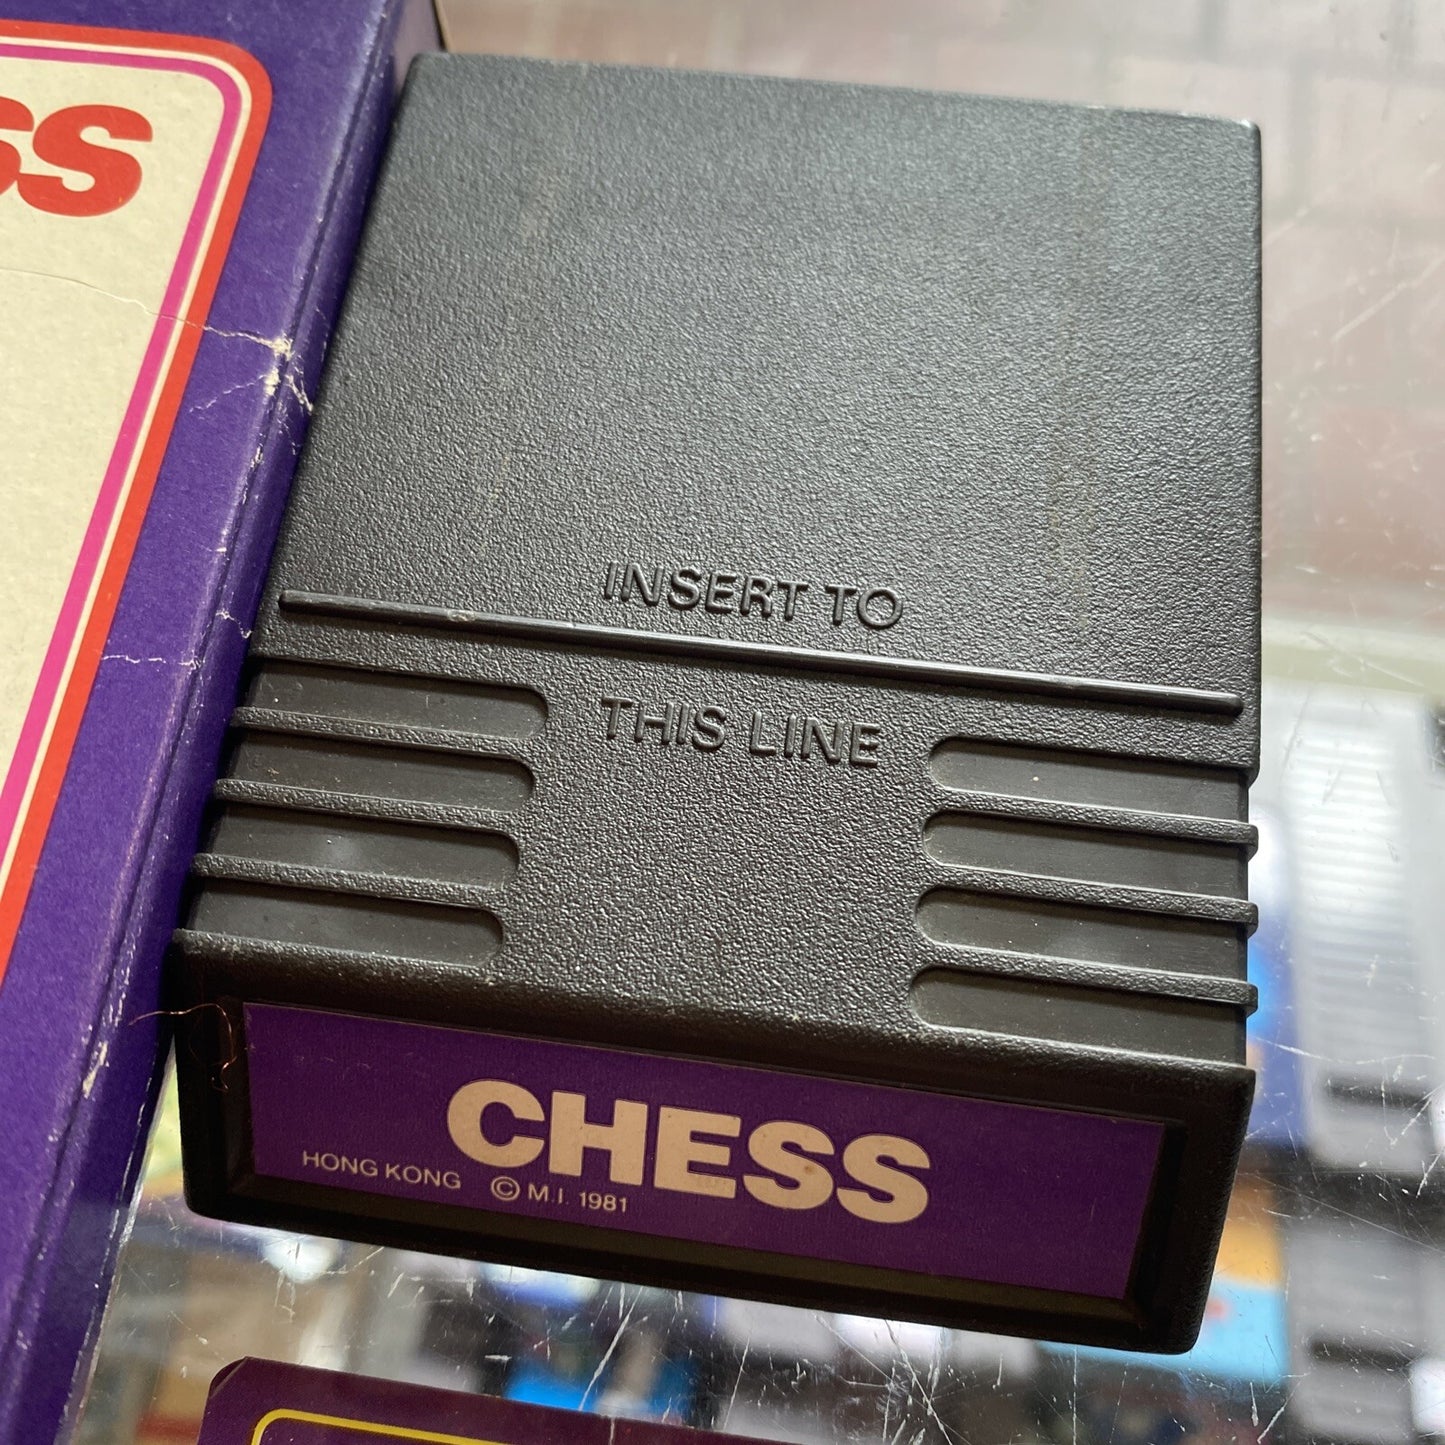 SS
INSERT TO
THIS LINE
CHESS
HONG KONG © M.I. 1981